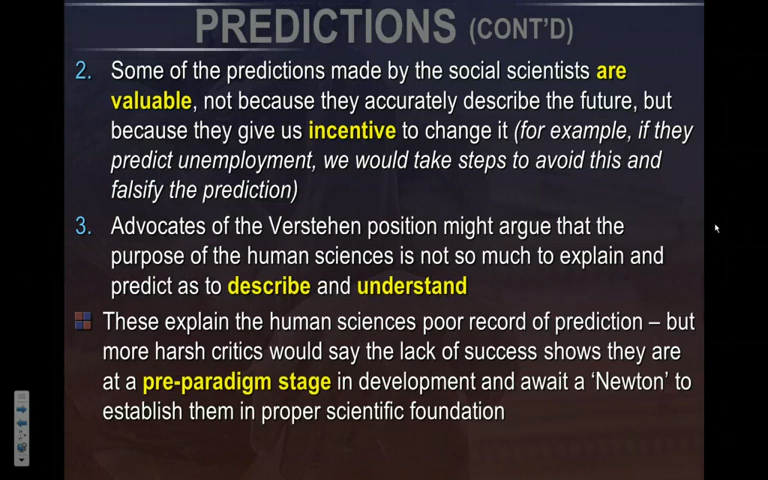 PREDICTIONS (CONT'D)
2. Some of the predictions made by the social scientists are
valuable, not because they accurately describe the future, but
because they give us incentive to change it (for example, if they
predict unemployment, we would take steps to avoid this and
falsify the prediction)
3. Advocates of the Verstehen position might argue that the
purpose of the human sciences is not so much to explain and
predict as to describe and understand
These explain the human sciences poor record of prediction – but
more harsh critics would say the lack of success shows they are
at a pre-paradigm stage in development and await a ‘Newton’ to
establish them in proper scientific foundation